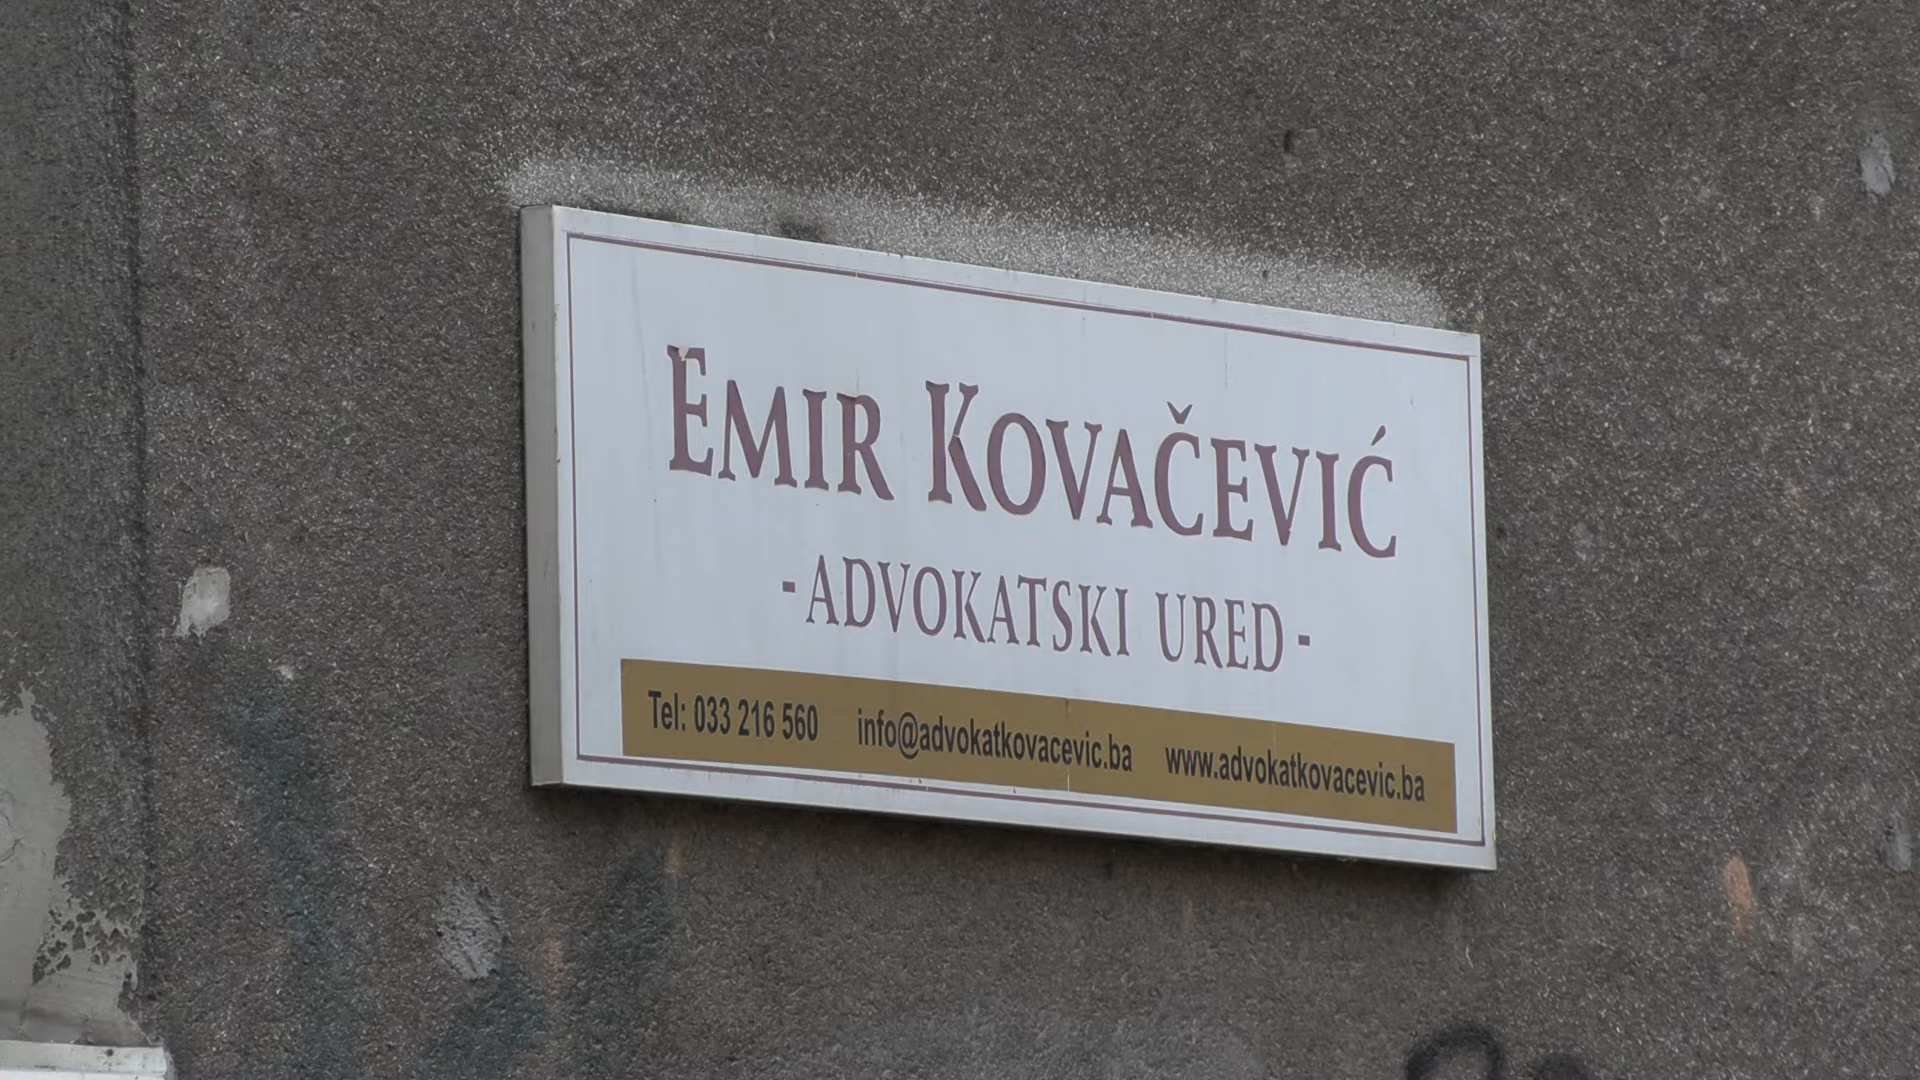 EMIR KOVAČEVIĆ
-ADVOKATSKI URED-
Tel: 033 216 560 info@advokatkovacevic.ba www.advokatkovacevic.ba